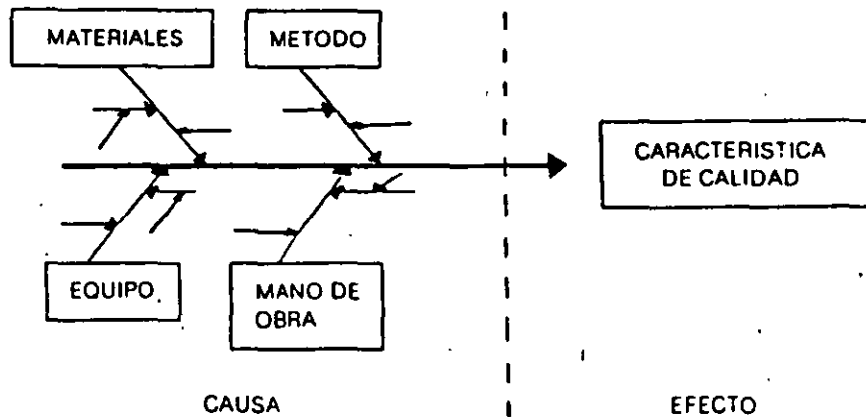 MATERIALES
METODO
CARACTERISTICA
DE CALIDAD
EQUIPO.
MANO DE
OBRA
CAUSA
EFECTO